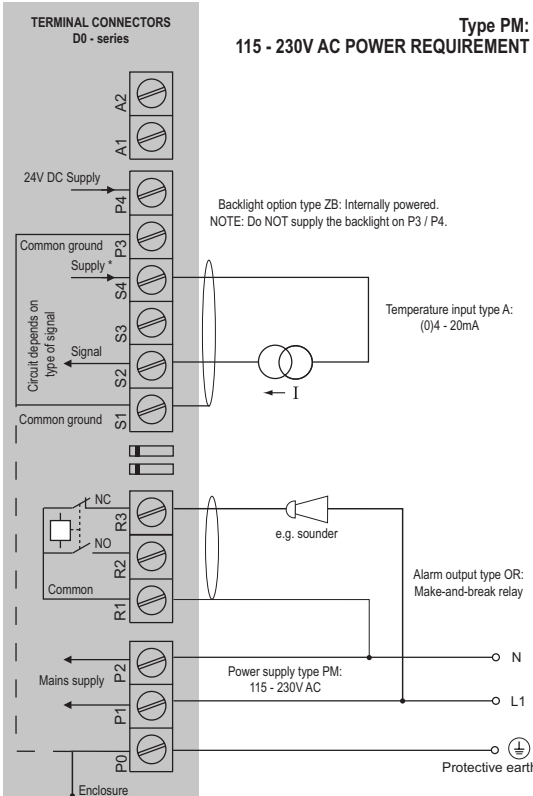 TERMINAL CONNECTORS
D0 - series
Type PM:
115 - 230V AC POWER REQUIREMENT
A2
A1
24V DC Supply
P4
Backlight option type ZB: Internally powered.
NOTE: Do NOT supply the backlight on P3 / P4.
Common ground
P3
Supply *
S4
Temperature input type A:
(0)4 - 20mA
Circuit depends on
type of signal
S3
Signal
S2
I
Common ground
S1
NC
R3
e.g. sounder
NO
R2
Alarm output type OR:
Make-and-break relay
Common
R1
P2
Power supply type PM:
115 - 230V AC
N
Mains supply
P1
L1
P0
Protective earth
Enclosure